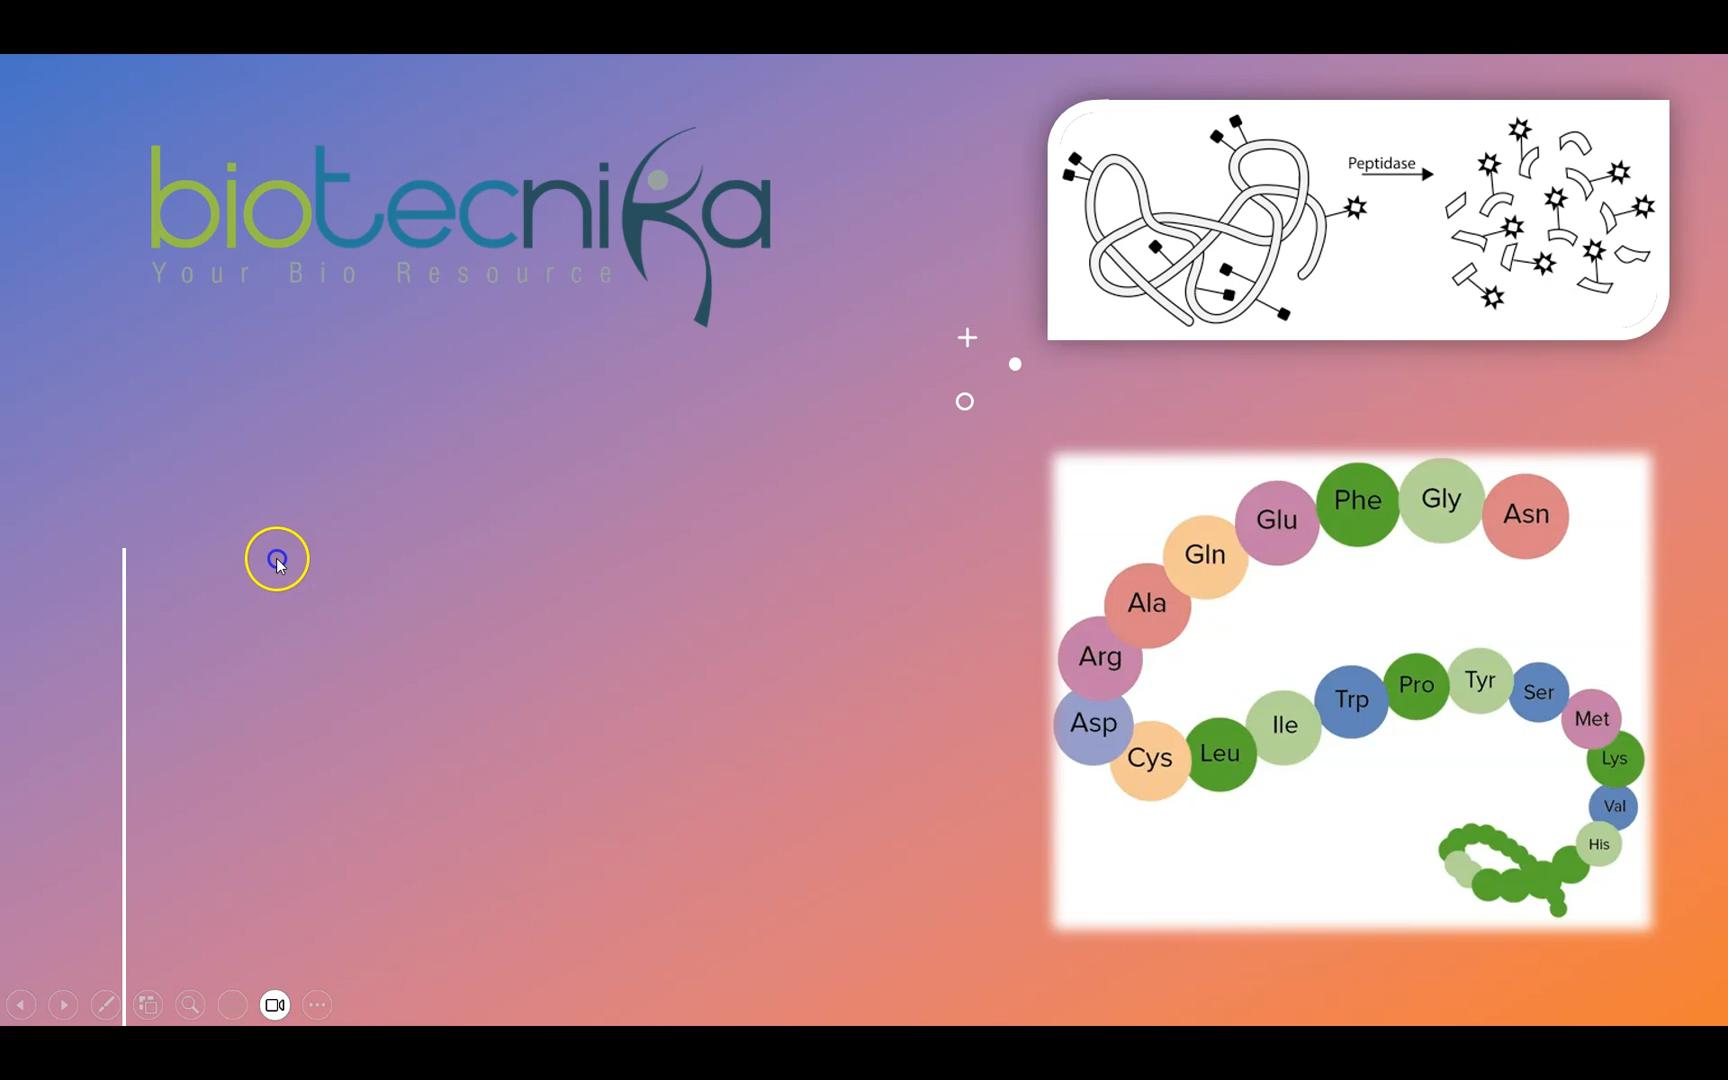 biotecnika
Your Bio Resource
Peptidase
Asn
Gly
Phe
Glu
Gln
Ala
Arg
Asp
Cys
Leu
Ile
Trp
Pro
Tyr
Ser
Met
Lys
Val
His